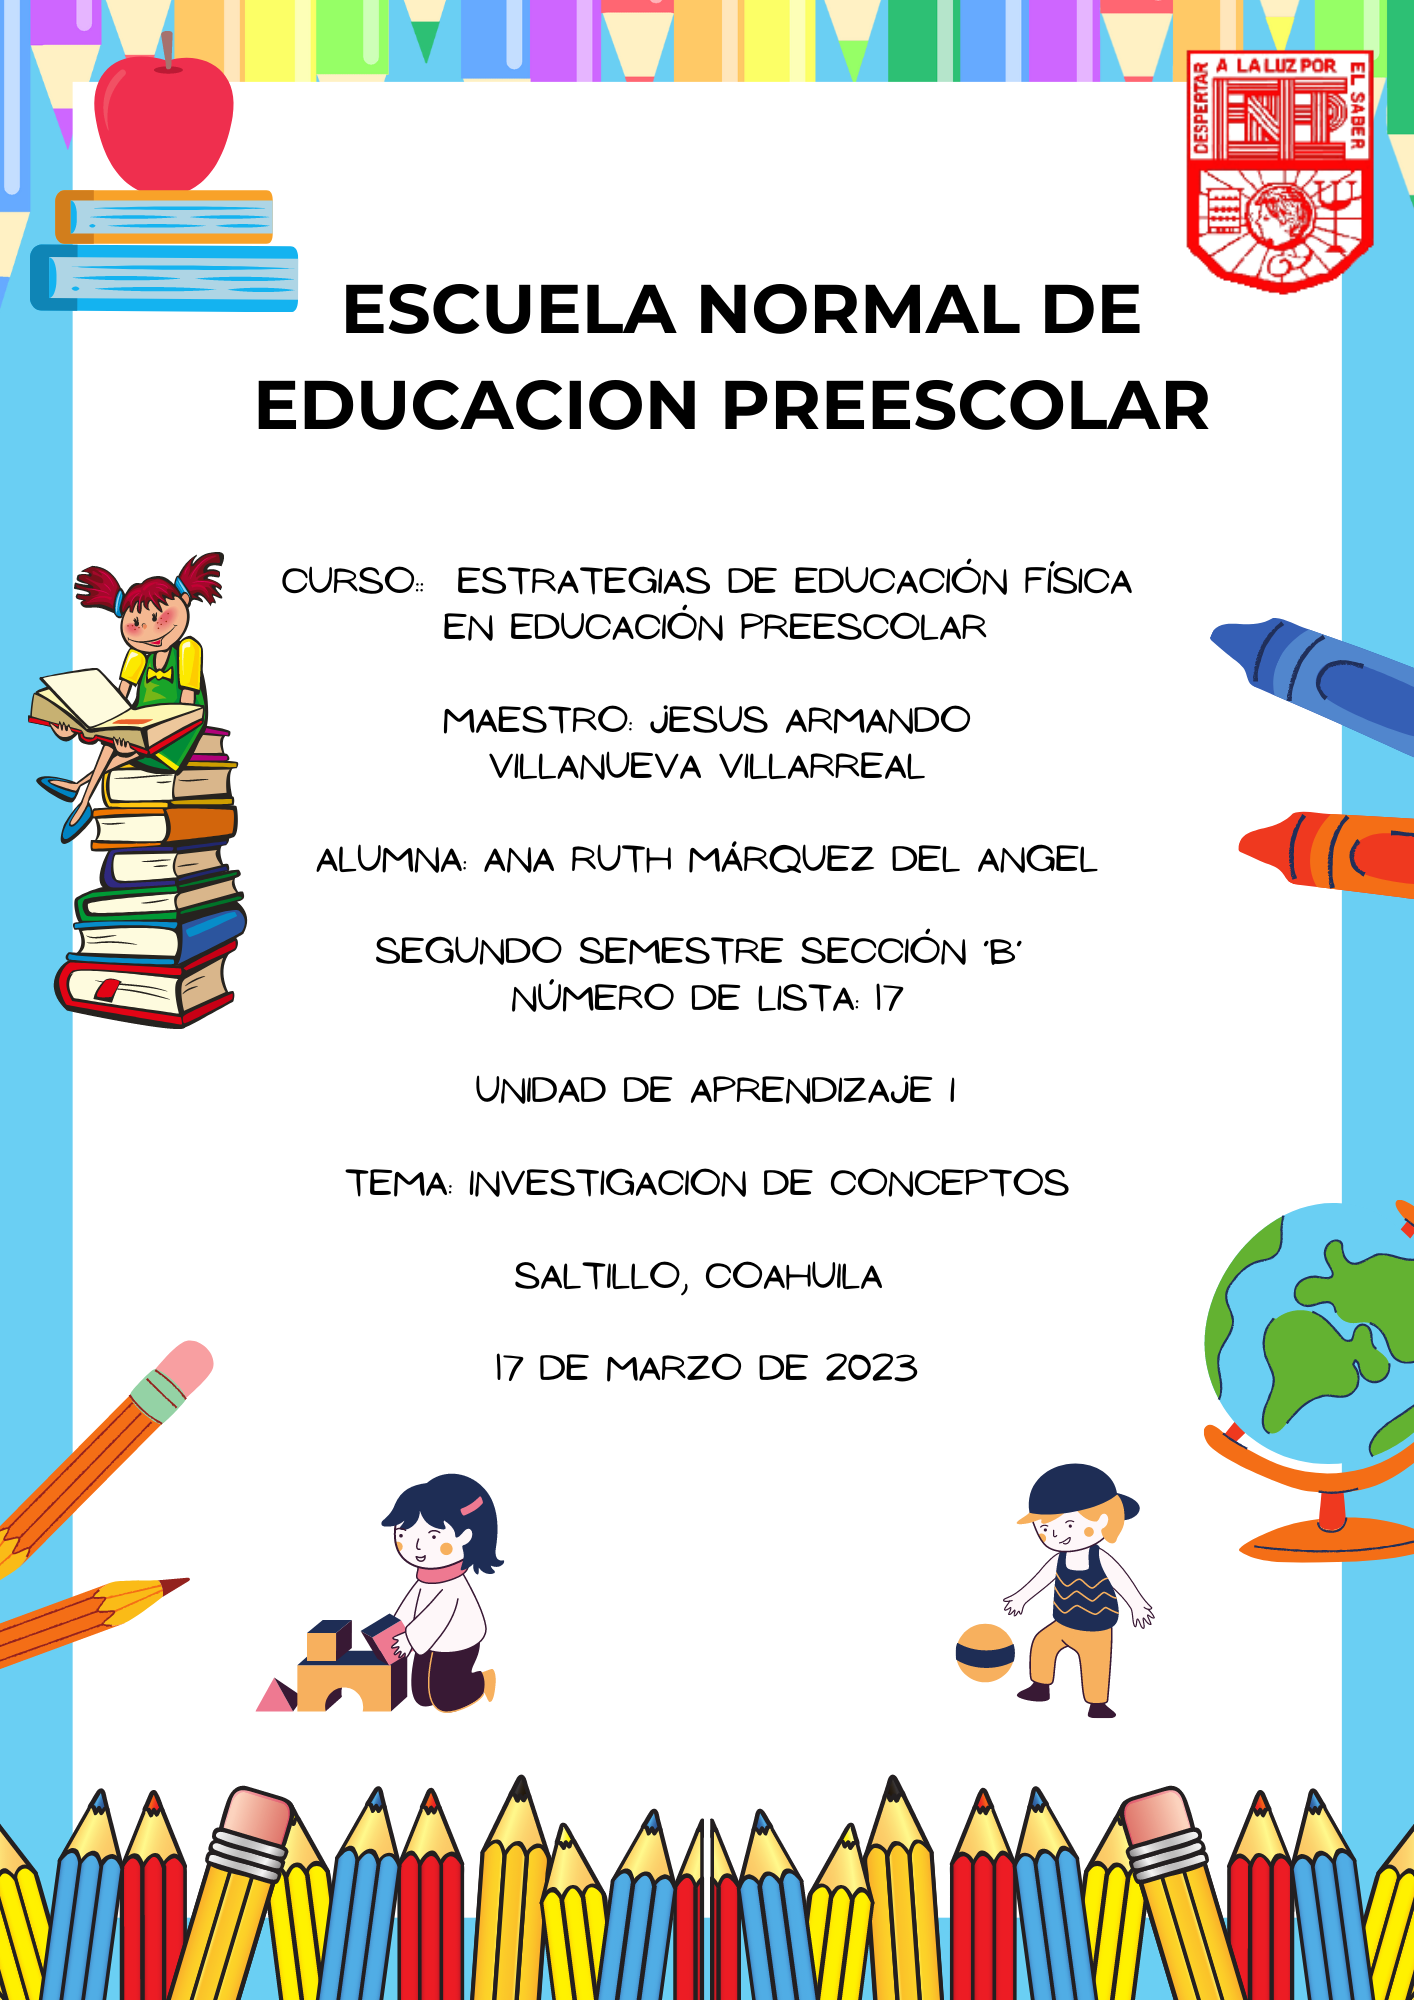 DESPERTAR A LA LUZ POR EL SABER
ENEP
ESCUELA NORMAL DE
EDUCACION PREESCOLAR
CURSO:: ESTRATEGIAS DE EDUCACIÓN FÍSICA
EN EDUCACIÓN PREESCOLAR
MAESTRO: JESUS ARMANDO
VILLANUEVA VILLARREAL
ALUMNA: ANA RUTH MÁRQUEZ DEL ANGEL
SEGUNDO SEMESTRE SECCIÓN 'B'
NÚMERO DE LISTA: 17
UNIDAD DE APRENDIZAJE 1
TEMA: INVESTIGACION DE CONCEPTOS
SALTILLO, COAHUILA
17 DE MARZO DE 2023